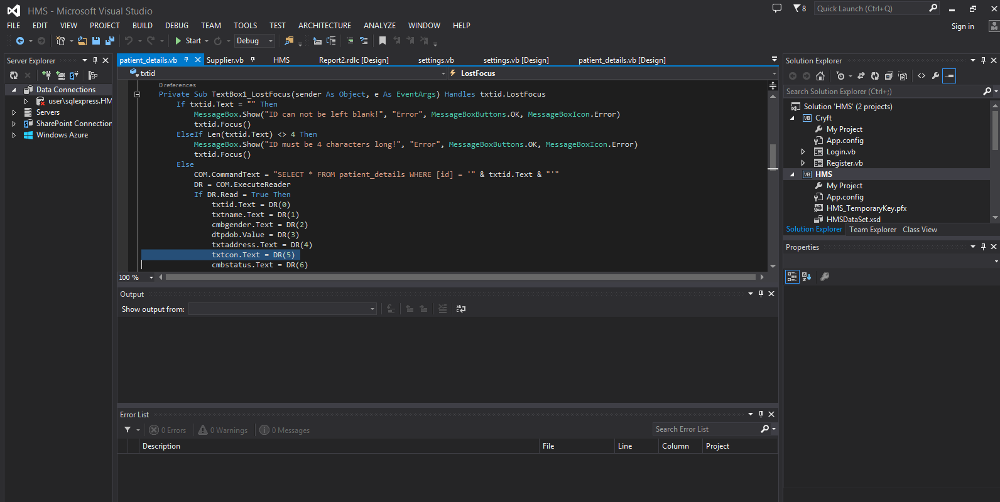 HMS - Microsoft Visual Studio
8
Quick Launch (Ctrl+Q)
FILE EDIT VIEW PROJECT BUILD DEBUG TEAM TOOLS TEST ARCHITECTURE ANALYZE WINDOW HELP
Sign in
Start
Debug
Server Explorer
Data Connections
user\sqlexpress.HM
Servers
SharePoint Connection
Windows Azure
patient_details.vb
Supplier.vb
HMS
Report2.rdlc [Design]
settings.vb
settings.vb [Design]
patient_details.vb [Design]
txtid
LostFocus
0 references
Private Sub TextBox1_LostFocus(sender As Object, e As EventArgs) Handles txtid.LostFocus
If txtid.Text = "" Then
MessageBox.Show("ID can not be left blank!", "Error", MessageBoxButtons.OK, MessageBoxIcon.Error)
txtid.Focus()
ElseIf Len(txtid.Text) <> 4 Then
MessageBox.Show("ID must be 4 characters long!", "Error", MessageBoxButtons.OK, MessageBoxIcon.Error)
txtid.Focus()
Else
COM.CommandText = "SELECT * FROM patient_details WHERE [id] = '" & txtid.Text & "'"
DR = COM.ExecuteReader
If DR.Read = True Then
txtid.Text = DR(0)
txtname.Text = DR(1)
cmbgender.Text = DR(2)
dtpdob.Value = DR(3)
txtaddress.Text = DR(4)
txtcon.Text = DR(5)
cmbstatus.Text = DR(6)
100 %
Output
Show output from:
Error List
0 Errors
0 Warnings
0 Messages
Search Error List
Description
File
Line
Column
Project
Solution Explorer
Search Solution Explorer (Ctrl+;)
Solution 'HMS' (2 projects)
Cryft
My Project
App.config
Login.vb
Register.vb
HMS
My Project
App.config
HMS_TemporaryKey.pfx
HMSDataSet.xsd
Solution Explorer
Team Explorer
Class View
Properties